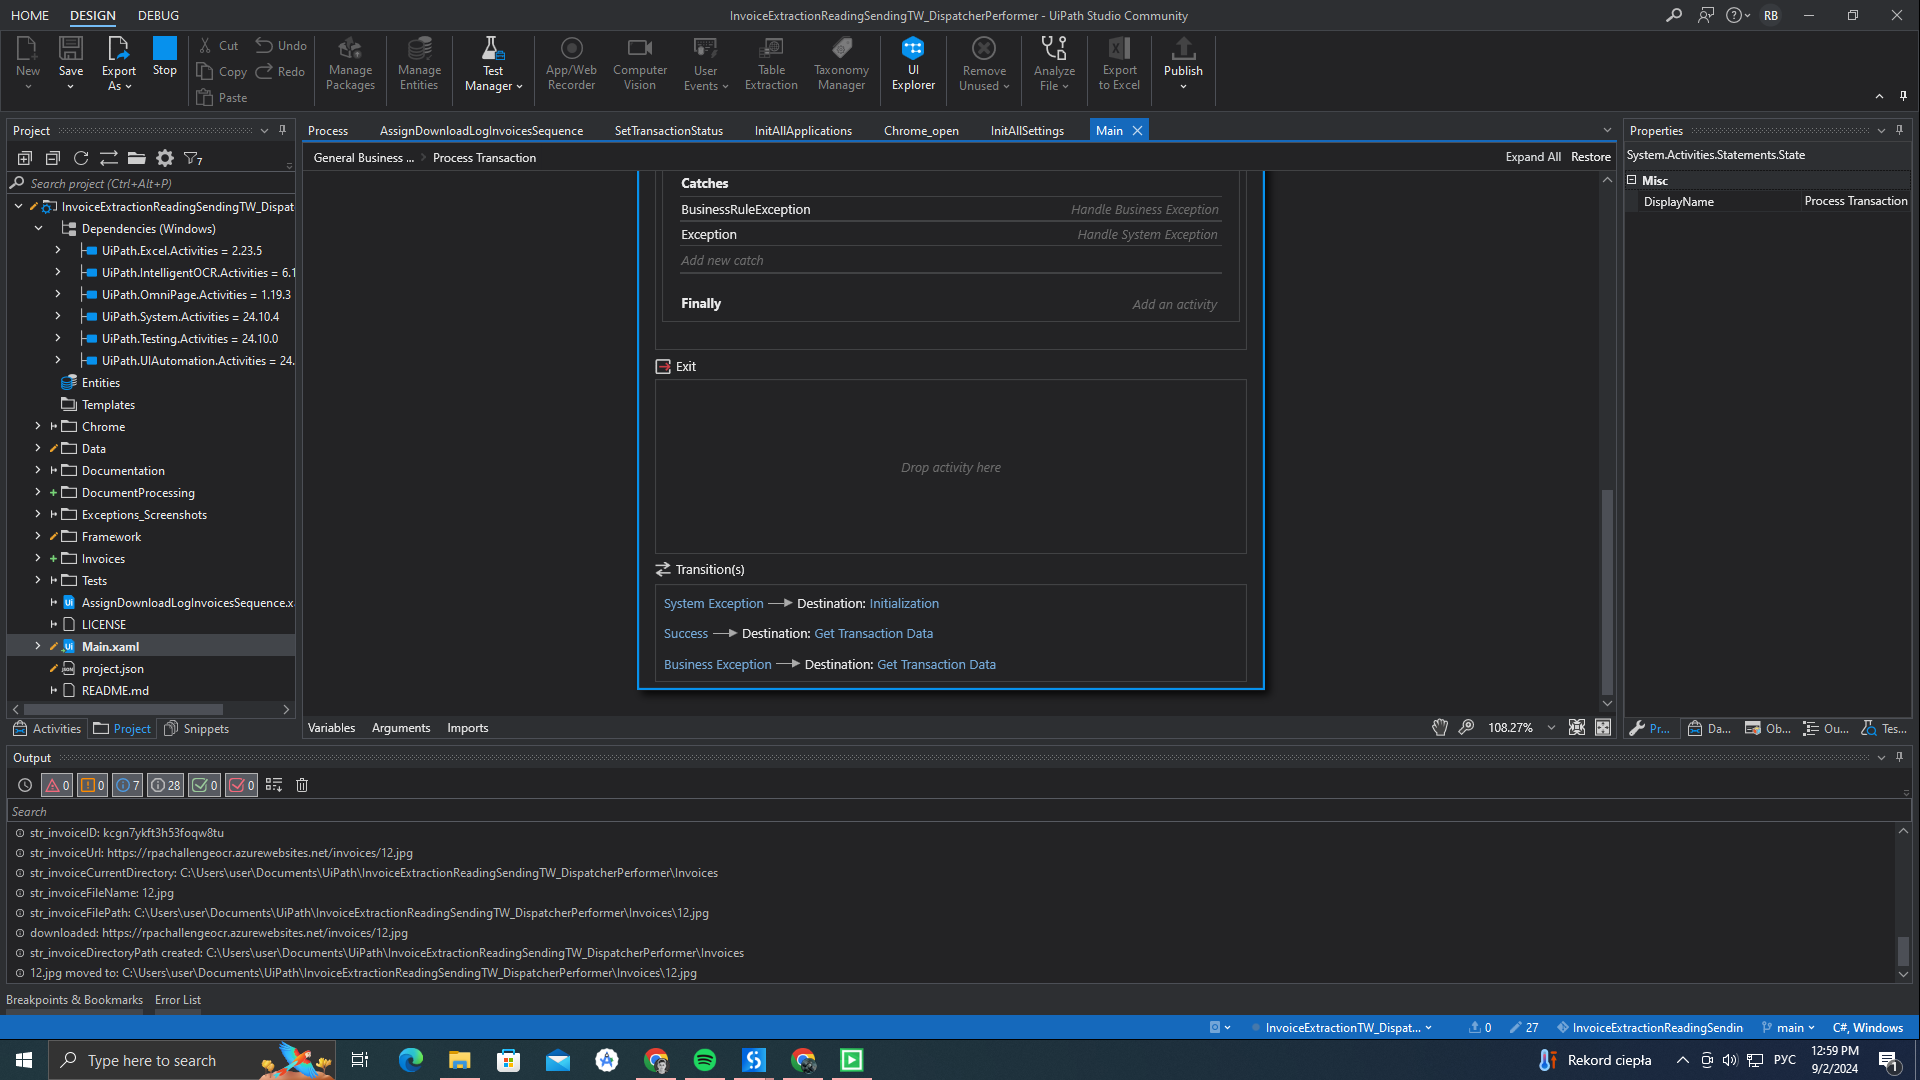 HOME DESIGN DEBUG
InvoiceExtractionReadingSendingTW_DispatcherPerformer - UiPath Studio Community
RB
New
Save
Export As
Stop
Cut
Copy
Paste
Undo
Redo
Manage Packages
Manage Entities
Test Manager
App/Web Recorder
Computer Vision
User Events
Table Extraction
Taxonomy Manager
UI Explorer
Remove Unused
Analyze File
Export to Excel
Publish
Project
7
Search project (Ctrl+Alt+P)
InvoiceExtractionReadingSendingTW_Dispat
Dependencies (Windows)
UiPath.Excel.Activities = 2.23.5
UiPath.IntelligentOCR.Activities = 6.1
UiPath.OmniPage.Activities = 1.19.3
UiPath.System.Activities = 24.10.4
UiPath.Testing.Activities = 24.10.0
UiPath.UIAutomation.Activities = 24.
Entities
Templates
Chrome
Data
Documentation
DocumentProcessing
Exceptions_Screenshots
Framework
Invoices
Tests
AssignDownloadLogInvoicesSequence.x
LICENSE
Main.xaml
project.json
README.md
Activities Project Snippets
Process AssignDownloadLogInvoicesSequence SetTransactionStatus InitAllApplications Chrome_open InitAllSettings Main
General Business ... Process Transaction
Expand All Restore
Catches
BusinessRuleException Handle Business Exception
Exception Handle System Exception
Add new catch
Finally Add an activity
Exit
Drop activity here
Transition(s)
System Exception Destination: Initialization
Success Destination: Get Transaction Data
Business Exception Destination: Get Transaction Data
Variables Arguments Imports
108.27%
Properties
System.Activities.Statements.State
Misc
DisplayName Process Transaction
Pr... Da... Ob... Ou... Tes...
Output
0 0 7 28 0 0
Search
str_invoiceID: kcgn7ykft3h53foqw8tu
str_invoiceUrl: https://rpachallengeocr.azurewebsites.net/invoices/12.jpg
str_invoiceCurrentDirectory: C:\Users\user\Documents\UiPath\InvoiceExtractionReadingSendingTW_DispatcherPerformer\Invoices
str_invoiceFileName: 12.jpg
str_invoiceFilePath: C:\Users\user\Documents\UiPath\InvoiceExtractionReadingSendingTW_DispatcherPerformer\Invoices\12.jpg
downloaded: https://rpachallengeocr.azurewebsites.net/invoices/12.jpg
str_invoiceDirectoryPath created: C:\Users\user\Documents\UiPath\InvoiceExtractionReadingSendingTW_DispatcherPerformer\Invoices
12.jpg moved to: C:\Users\user\Documents\UiPath\InvoiceExtractionReadingSendingTW_DispatcherPerformer\Invoices\12.jpg
Breakpoints & Bookmarks Error List
InvoiceExtractionTW_Dispat... 0 27 InvoiceExtractionReadingSendin main C#, Windows
Type here to search
Rekord ciepła
РУС
12:59 PM
9/2/2024
1